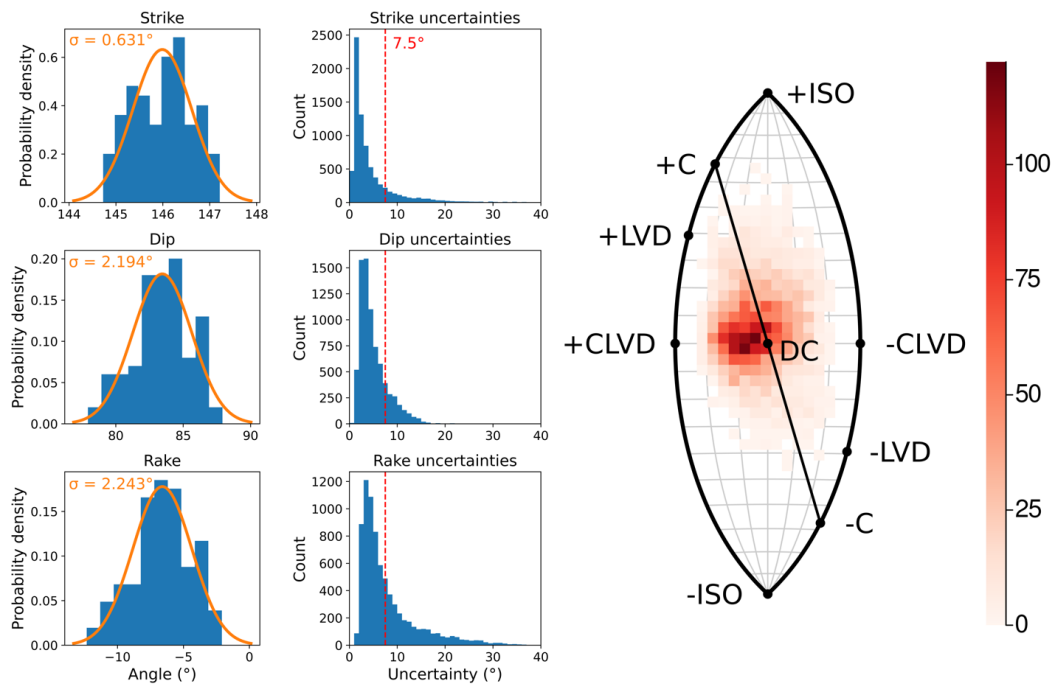 Strike
σ = 0.631°
Probability density
0.6
0.4
0.2
0.0
144 145 146 147 148
Strike uncertainties
7.5°
Count
2500
2000
1500
1000
500
0
0 10 20 30 40
Dip
σ = 2.194°
Probability density
0.20
0.15
0.10
0.05
0.00
80 85 90
Dip uncertainties
Count
1500
1250
1000
750
500
250
0
0 10 20 30 40
Rake
σ = 2.243°
Probability density
0.15
0.10
0.05
0.00
−10 −5 0
Angle (°)
Rake uncertainties
Count
1200
1000
800
600
400
200
0
0 10 20 30 40
Uncertainty (°)
+ISO
+C
+LVD
+CLVD
DC
-CLVD
-LVD
-C
-ISO
100
75
50
25
0